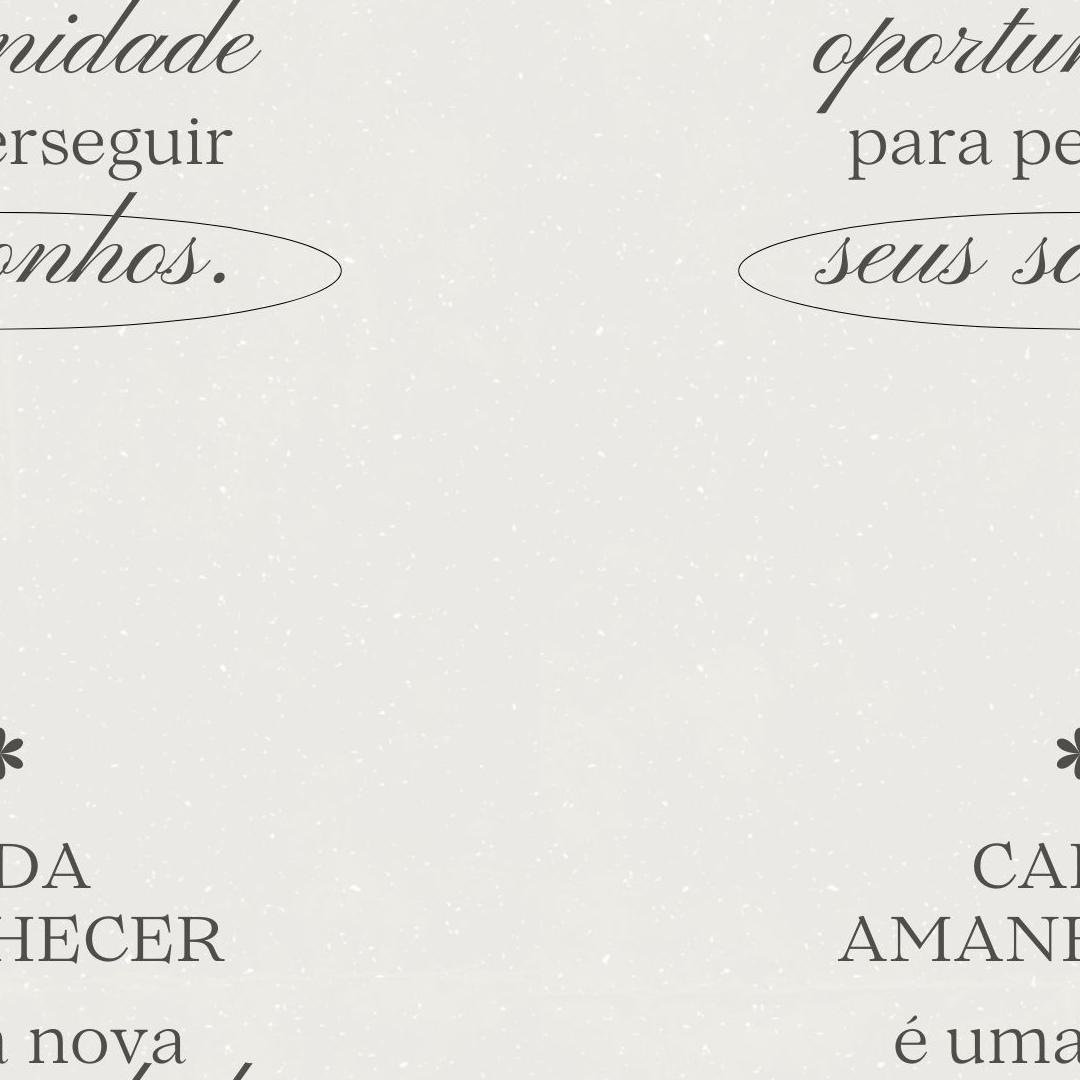 nidade oportun
erseguir para pe
onhos. seus so
DA CAD
HECER AMANE
a nova é uma